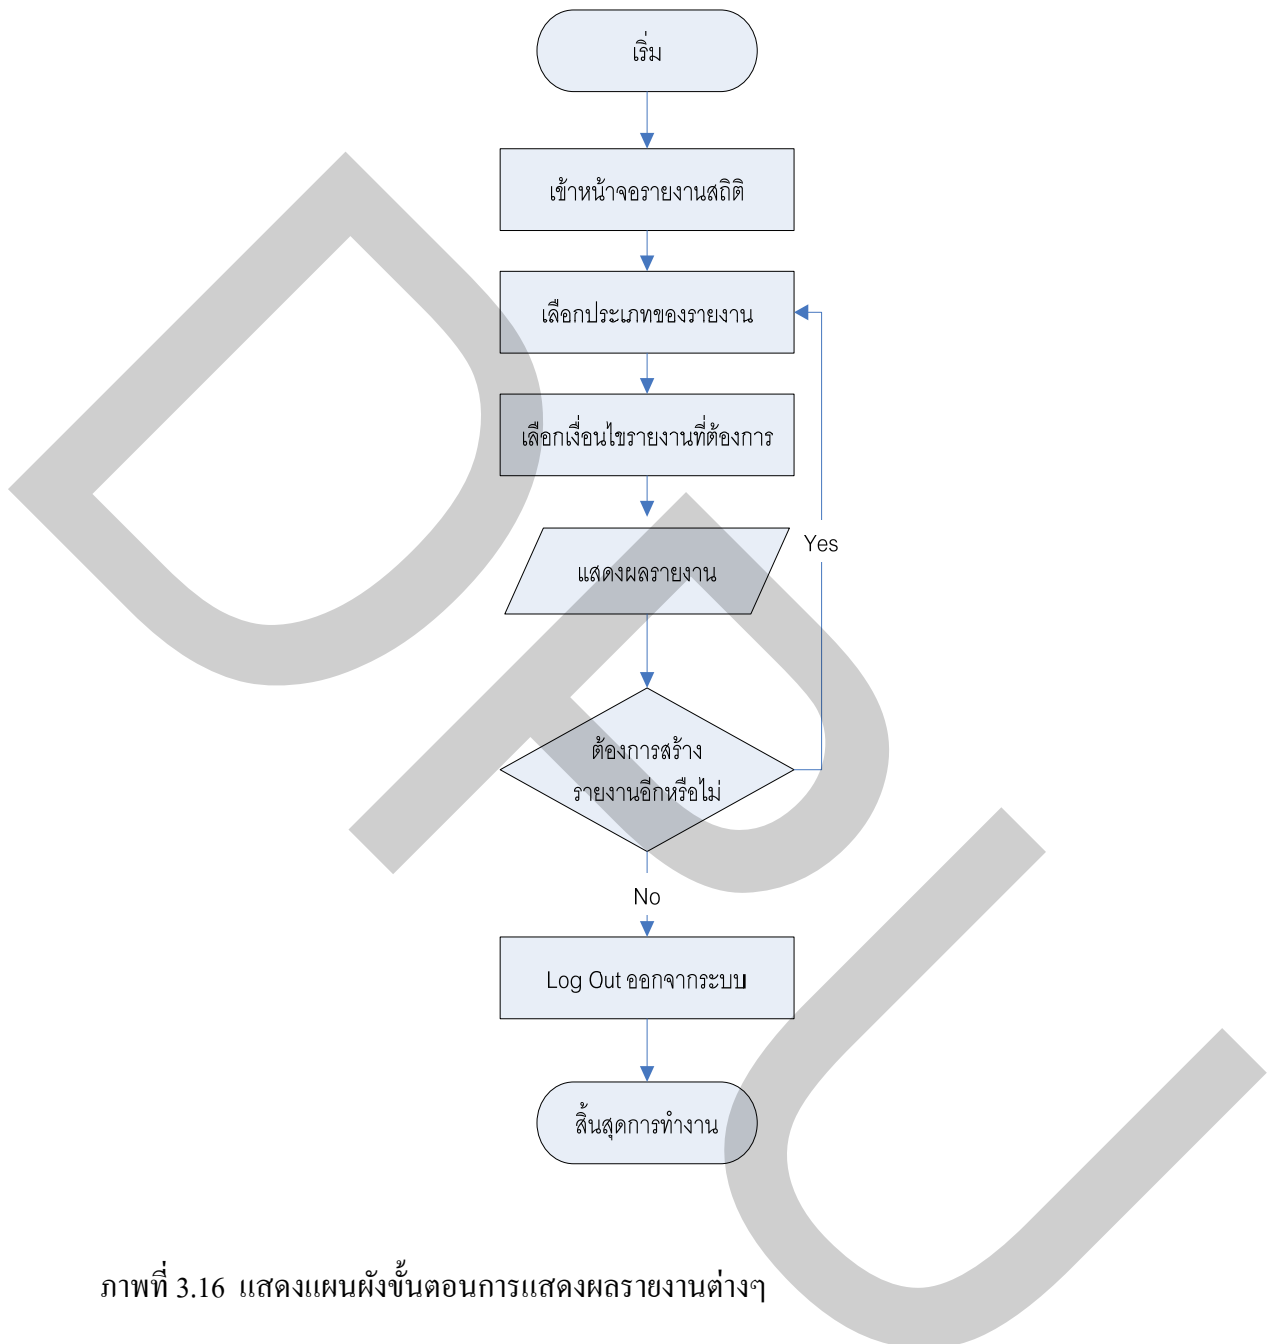 เริ่ม
เข้าหน้าจอรายงานสถิติ
เลือกประเภทของรายงาน
เลือกเงื่อนไขรายงานที่ต้องการ
แสดงผลรายงาน
Yes
ต้องการสร้าง
รายงานอีกหรือไม่
No
Log Out ออกจากระบบ
สิ้นสุดการทำงาน
ภาพที่ 3.16 แสดงแผนผังขั้นตอนการแสดงผลรายงานต่างๆ
DPU